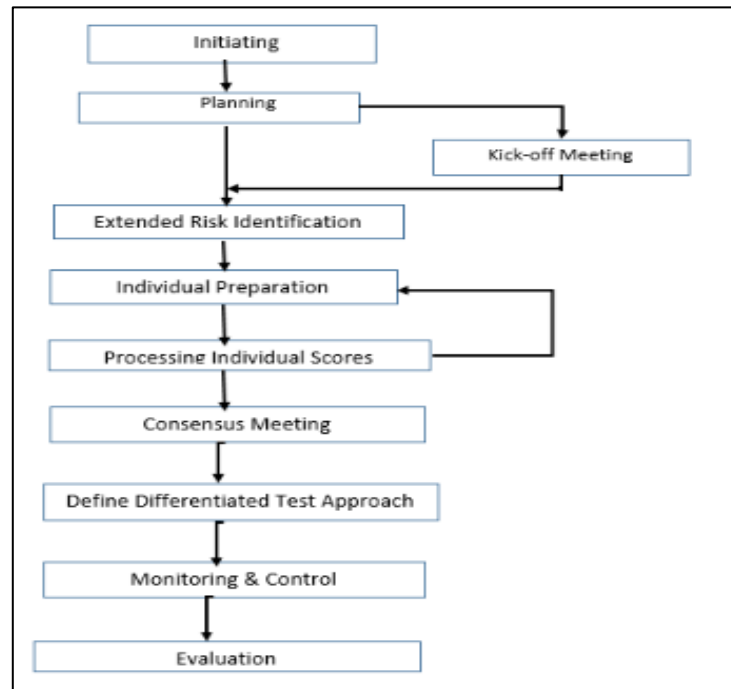 Initiating
Planning
Kick-off Meeting
Extended Risk Identification
Individual Preparation
Processing Individual Scores
Consensus Meeting
Define Differentiated Test Approach
Monitoring & Control
Evaluation